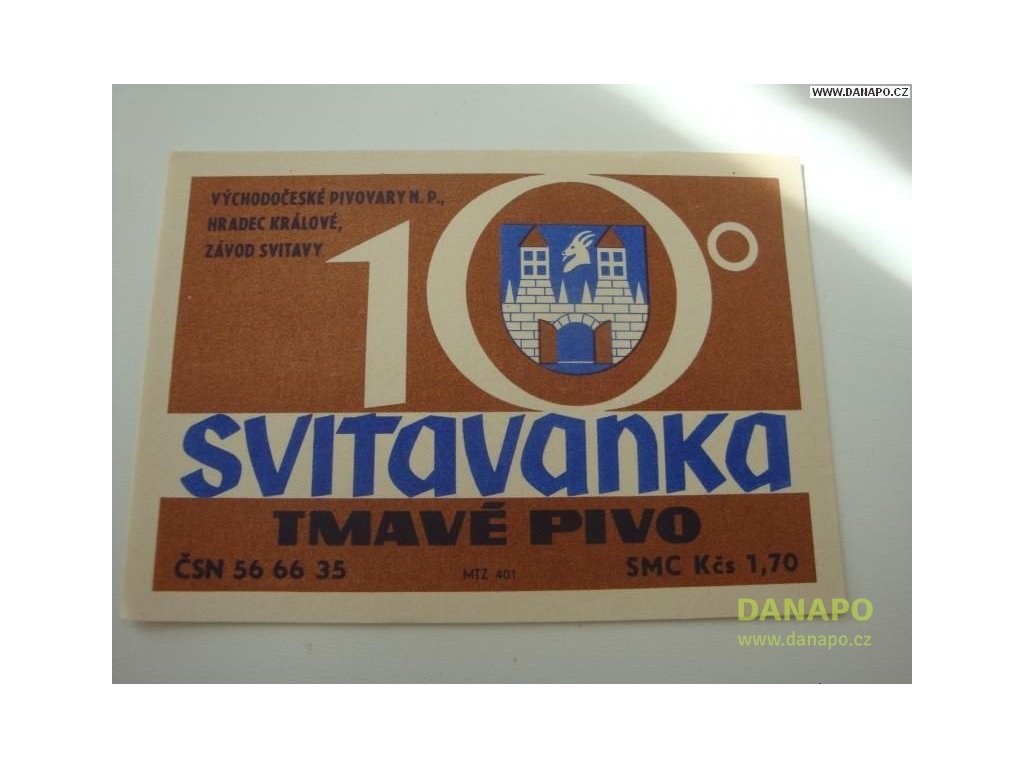 WWW.DANAPO.CZ
VÝCHODOČESKÉ PIVOVARY N. P.,
HRADEC KRÁLOVÉ,
ZÁVOD SVITAVY
10°
SVITAVANKA
TMAVÉ PIVO
ČSN 56 66 35
MTZ 401
SMC Kčs 1,70
DANAPO
www.danapo.cz